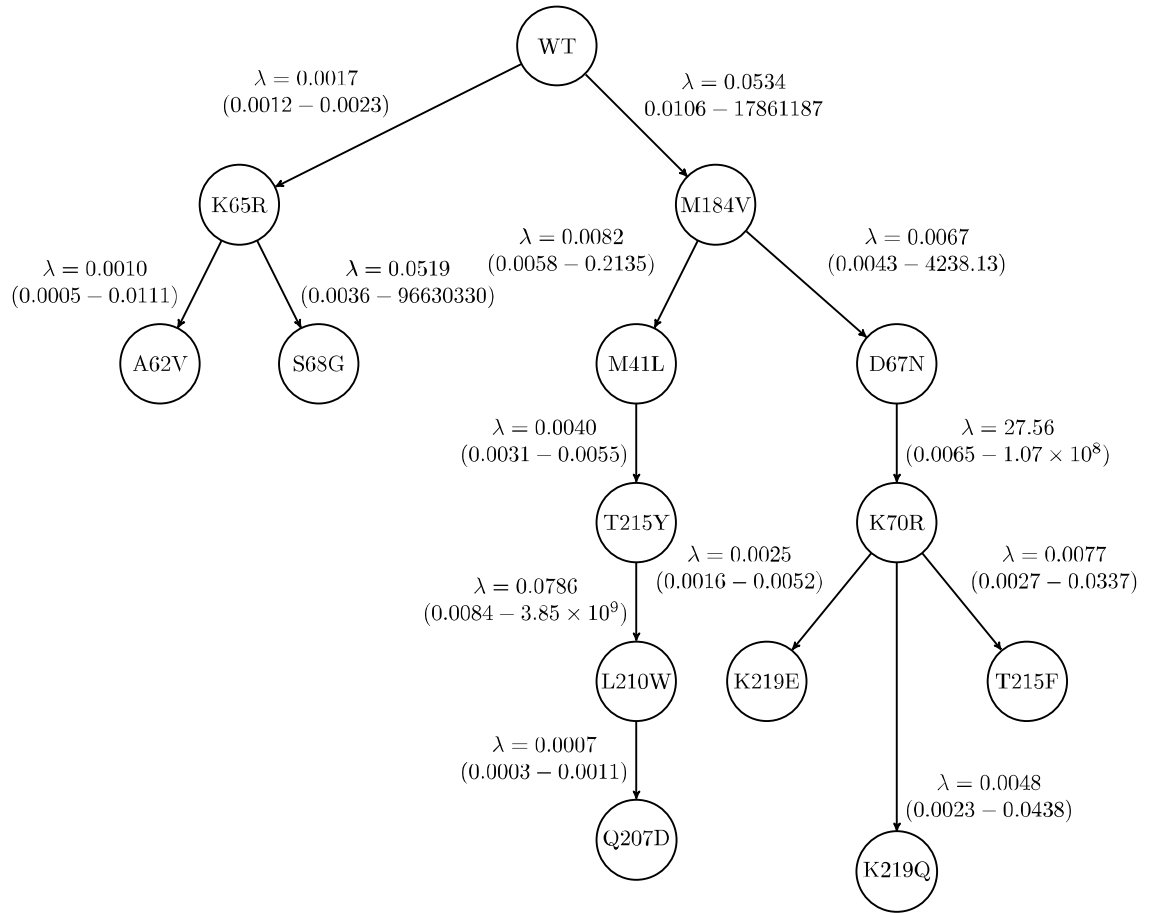 WT
λ = 0.0017
(0.0012 − 0.0023)
λ = 0.0534
0.0106 − 17861187
K65R
M184V
λ = 0.0010
(0.0005 − 0.0111)
λ = 0.0519
(0.0036 − 96630330)
λ = 0.0082
(0.0058 − 0.2135)
λ = 0.0067
(0.0043 − 4238.13)
A62V
S68G
M41L
D67N
λ = 0.0040
(0.0031 − 0.0055)
λ = 27.56
(0.0065 − 1.07 × 10⁸)
T215Y
K70R
λ = 0.0786
(0.0084 − 3.85 × 10⁹)
λ = 0.0025
(0.0016 − 0.0052)
λ = 0.0077
(0.0027 − 0.0337)
L210W
K219E
T215F
λ = 0.0007
(0.0003 − 0.0011)
λ = 0.0048
(0.0023 − 0.0438)
Q207D
K219Q